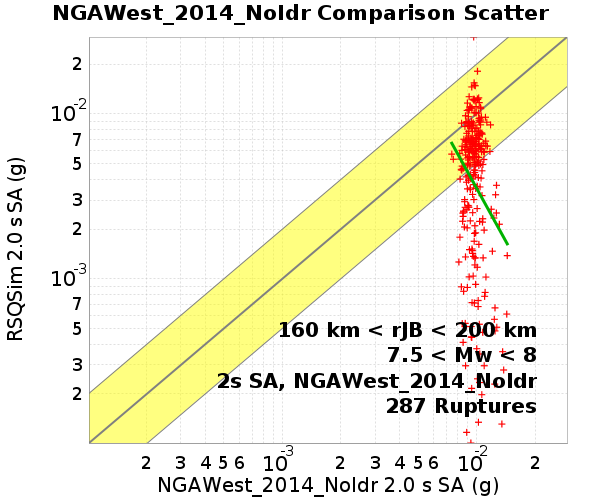 NGAWest_2014_NoIdr Comparison Scatter
RSQSim 2.0 s SA (g)
2
10-2
7
5
3
2
10-3
7
5
3
2
160 km < rJB < 200 km
7.5 < Mw < 8
2s SA, NGAWest_2014_NoIdr
287 Ruptures
2 3 4 5 6 10-3 2 3 4 5 6 10-2 2
NGAWest_2014_NoIdr 2.0 s SA (g)